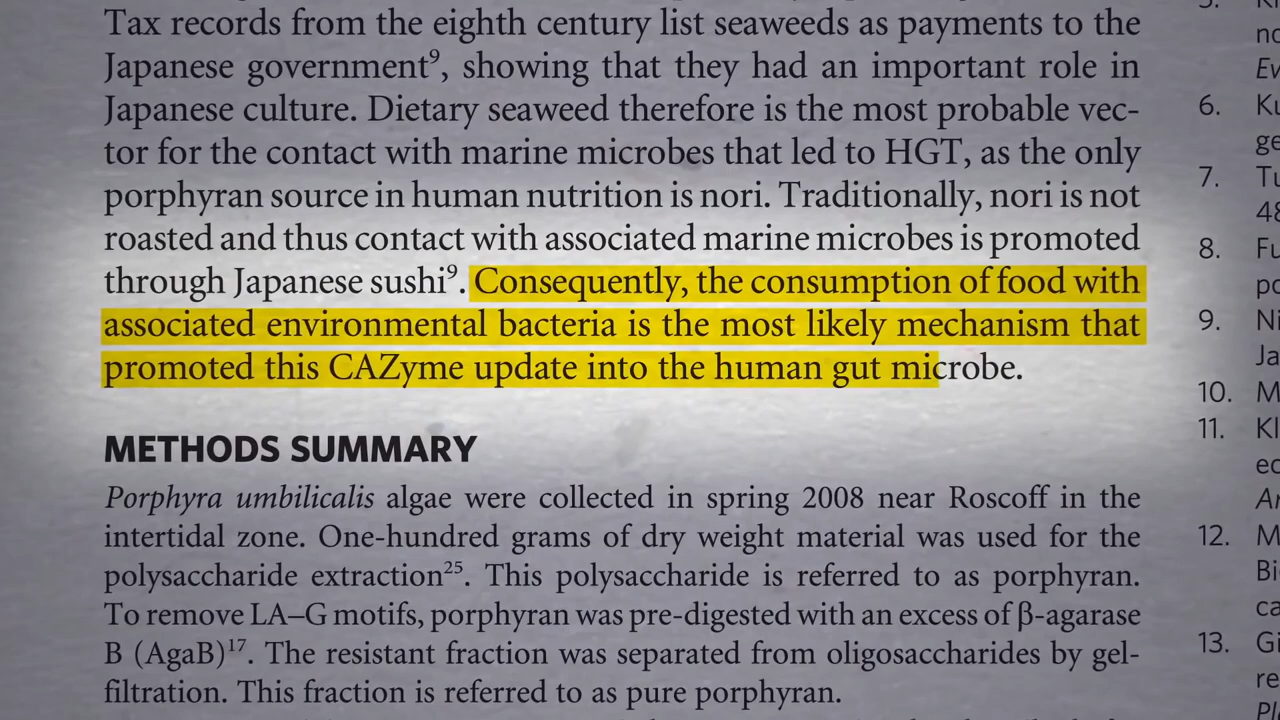 Tax records from the eighth century list seaweeds as payments to the
Japanese government⁹, showing that they had an important role in
Japanese culture. Dietary seaweed therefore is the most probable vec-
tor for the contact with marine microbes that led to HGT, as the only
porphyran source in human nutrition is nori. Traditionally, nori is not
roasted and thus contact with associated marine microbes is promoted
through Japanese sushi⁹. Consequently, the consumption of food with
associated environmental bacteria is the most likely mechanism that
promoted this CAZyme update into the human gut microbe.
METHODS SUMMARY
Porphyra umbilicalis algae were collected in spring 2008 near Roscoff in the
intertidal zone. One-hundred grams of dry weight material was used for the
polysaccharide extraction²⁵. This polysaccharide is referred to as porphyran.
To remove LA–G motifs, porphyran was pre-digested with an excess of β-agarase
B (AgaB)¹⁷. The resistant fraction was separated from oligosaccharides by gel-
filtration. This fraction is referred to as pure porphyran.
6.
7.
8.
9.
10.
11.
12.
13.